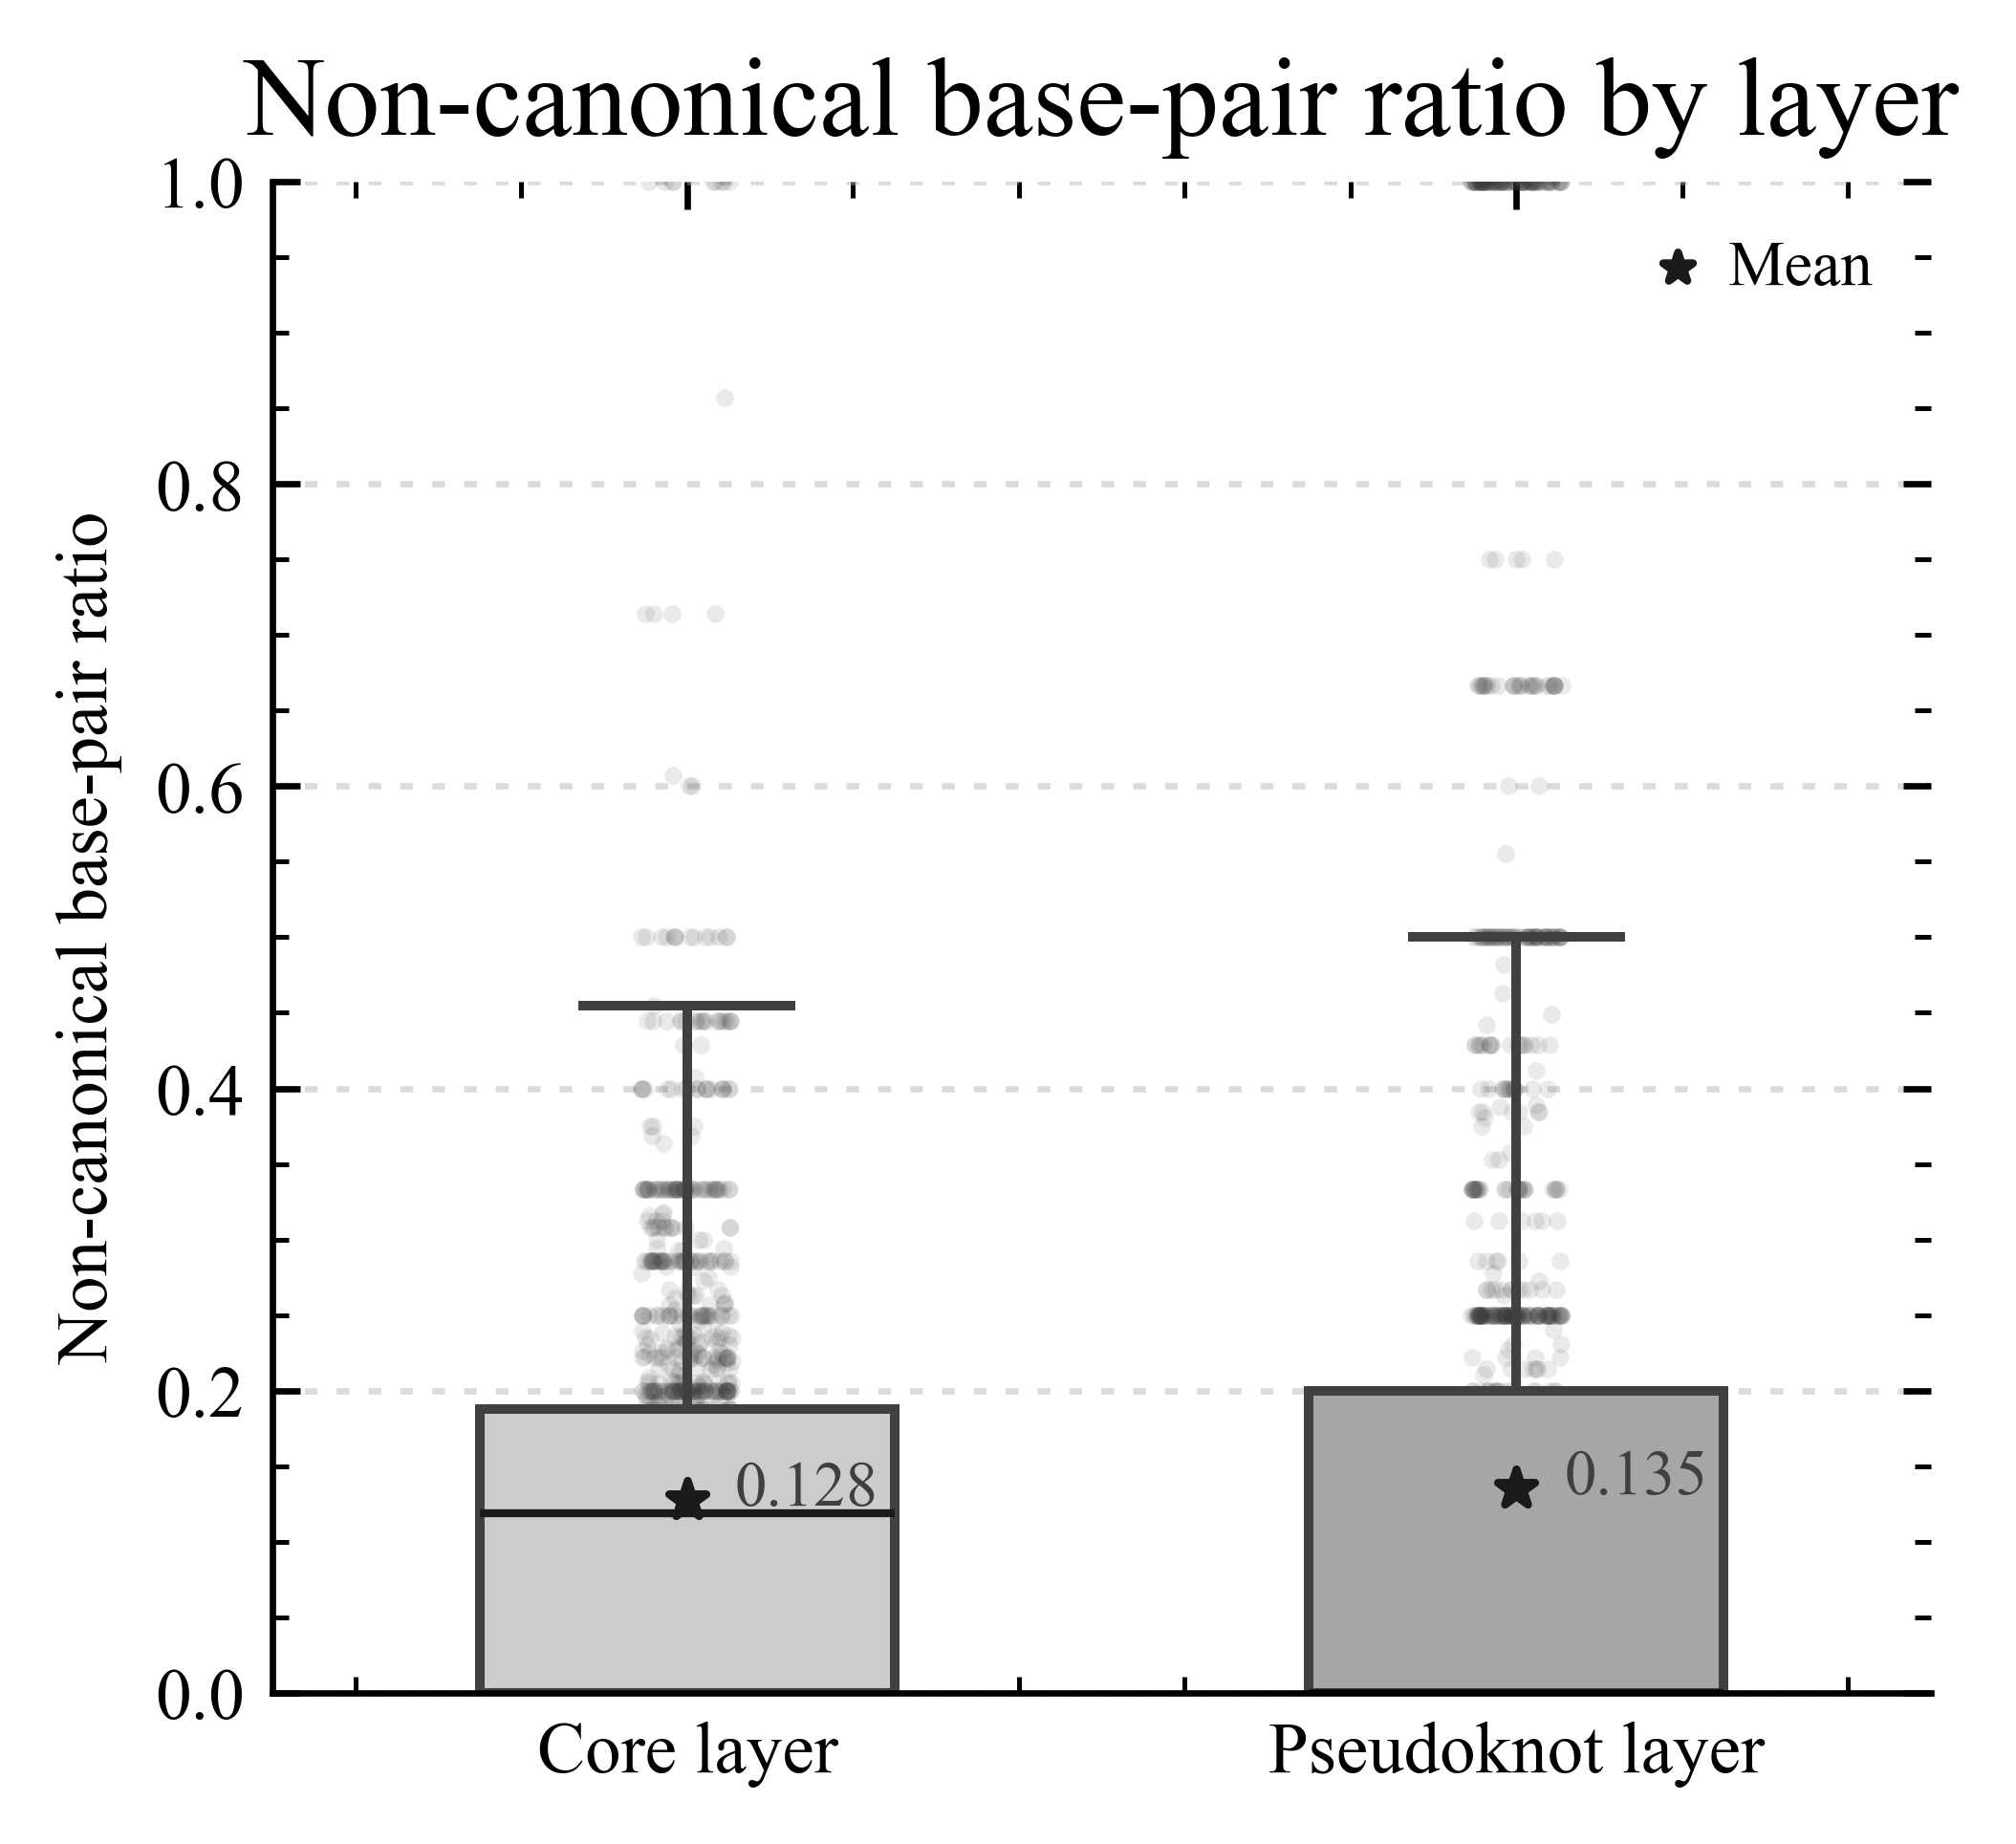 Non-canonical base-pair ratio by layer
1.0
Mean
0.8
0.6
0.4
0.2
0.0
Non-canonical base-pair ratio
0.128
0.135
Core layer
Pseudoknot layer